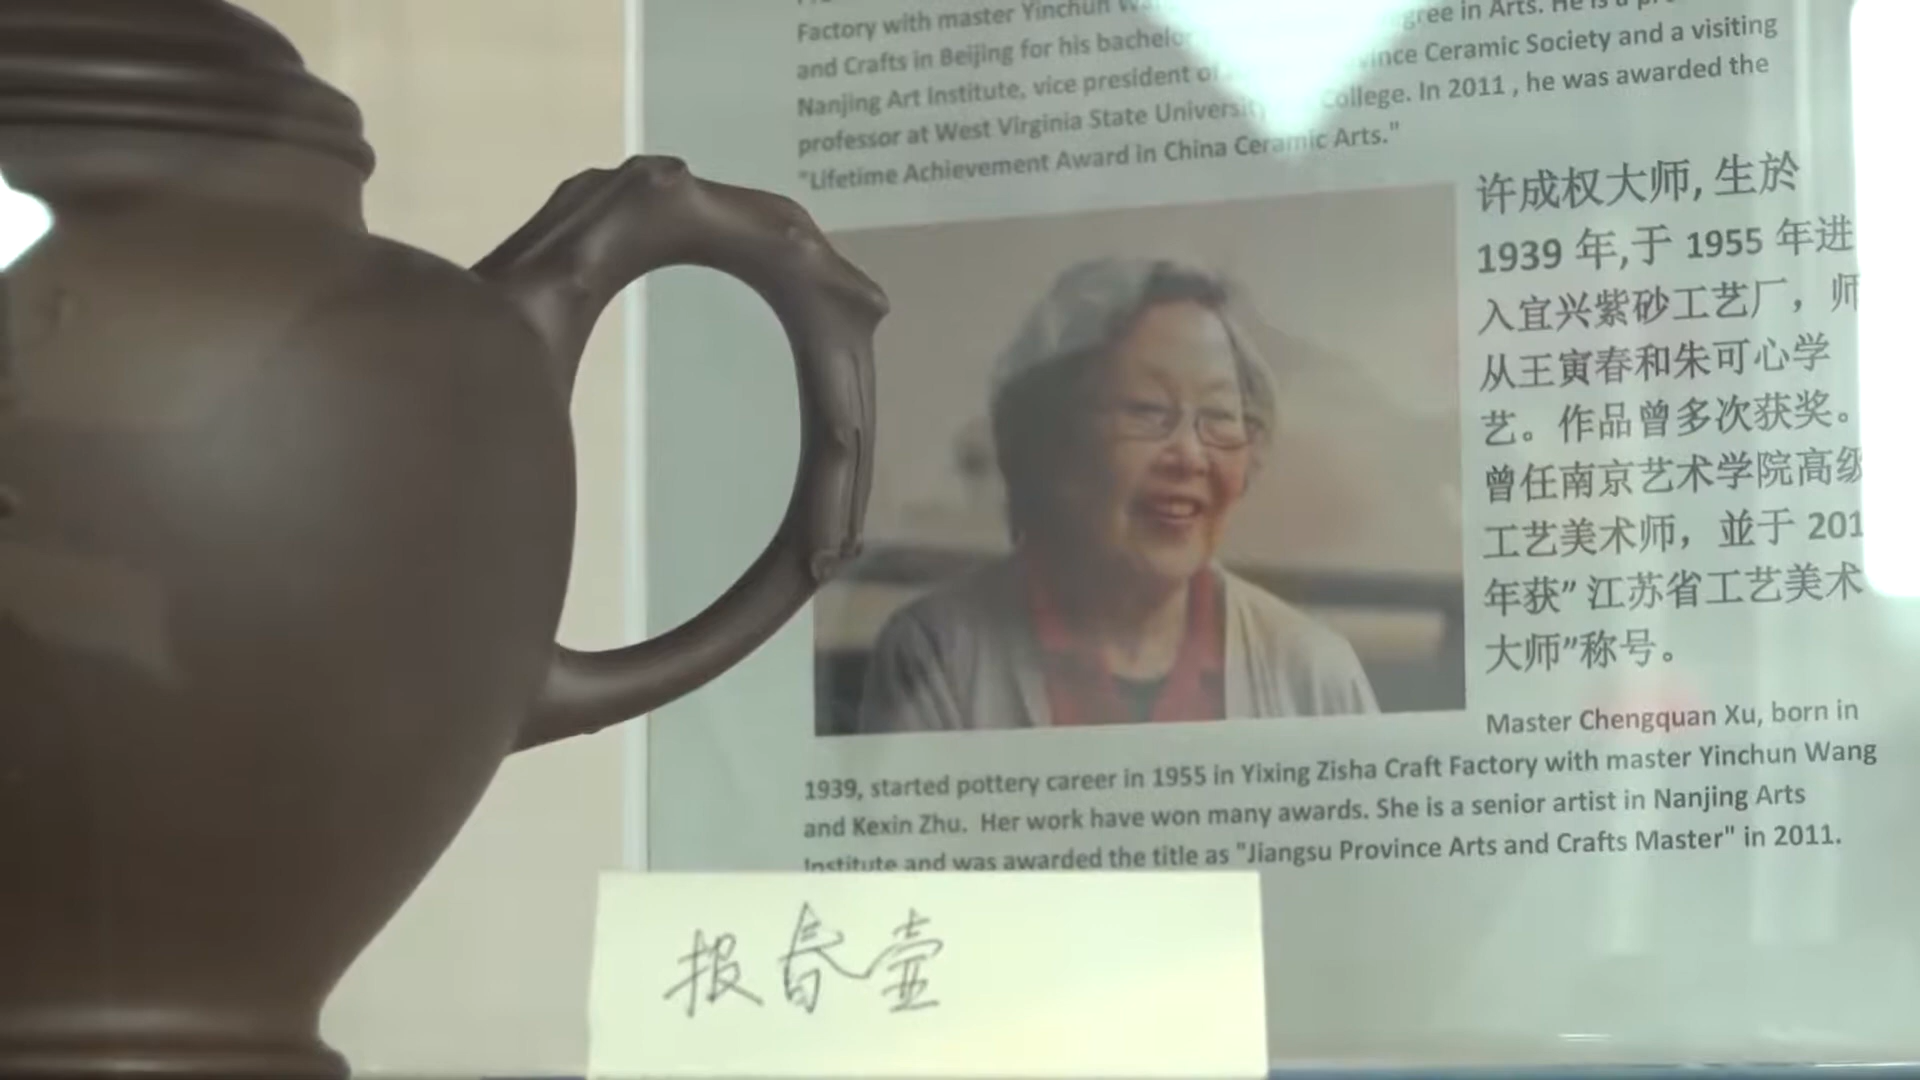 Factory with master Yinchun
and Crafts in Beijing for his bachelo gree in Arts. He is a
Nanjing Art Institute, vice president of ince Ceramic Society and a visiting
professor at West Virginia State University College. In 2011 , he was awarded the
"Lifetime Achievement Award in China Ceramic Arts."
许成权大师, 生於
1939 年,于 1955 年进
入宜兴紫砂工艺厂，师
从王寅春和朱可心学
艺。作品曾多次获奖。
曾任南京艺术学院高级
工艺美术师，並于 201
年获” 江苏省工艺美术
大师”称号。
Master Chengquan Xu, born in
1939, started pottery career in 1955 in Yixing Zisha Craft Factory with master Yinchun Wang
and Kexin Zhu. Her work have won many awards. She is a senior artist in Nanjing Arts
Institute and was awarded the title as "Jiangsu Province Arts and Crafts Master" in 2011.
报春壶